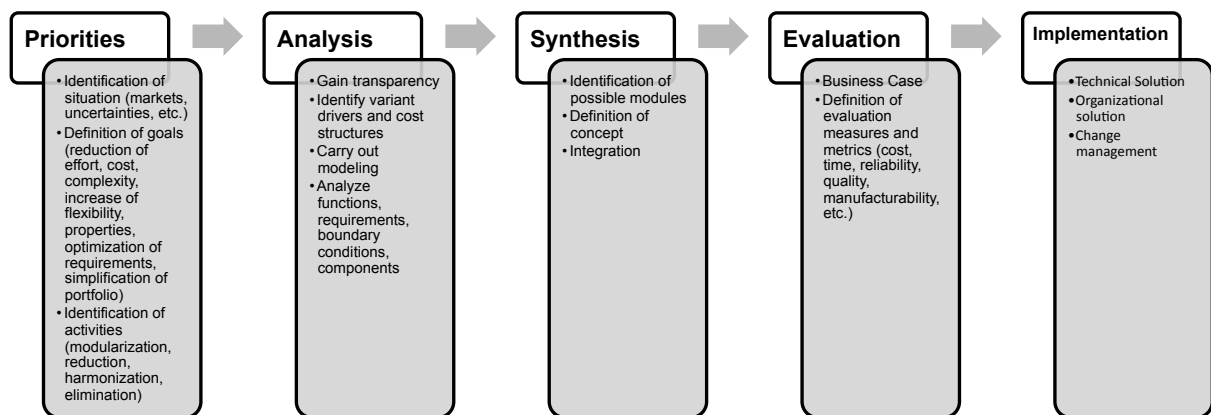 Priorities
• Identification of
situation (markets,
uncertainties, etc.)
• Definition of goals
(reduction of
effort, cost,
complexity,
increase of
flexibility,
properties,
optimization of
requirements,
simplification of
portfolio)
• Identification of
activities
(modularization,
reduction,
harmonization,
elimination)
Analysis
• Gain transparency
• Identify variant
drivers and cost
structures
• Carry out
modeling
• Analyze
functions,
requirements,
boundary
conditions,
components
Synthesis
• Identification of
possible modules
• Definition of
concept
• Integration
Evaluation
• Business Case
• Definition of
evaluation
measures and
metrics (cost,
time, reliability,
quality,
manufacturability,
etc.)
Implementation
•Technical Solution
•Organizational
solution
•Change
management